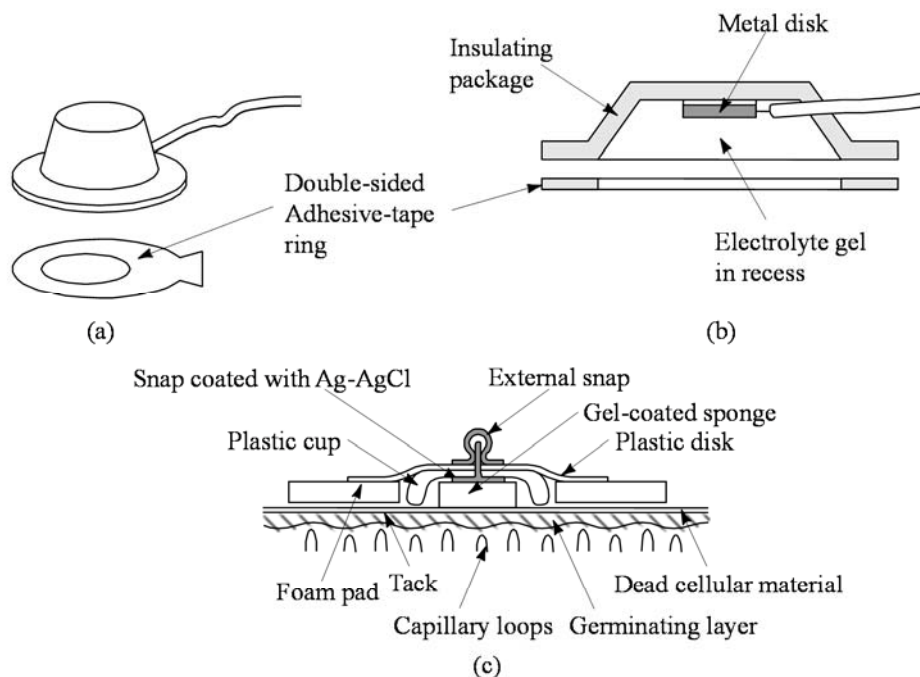 Metal disk
Insulating
package
Double-sided
Adhesive-tape
ring
Electrolyte gel
in recess
(a)
(b)
Snap coated with Ag-AgCl
External snap
Gel-coated sponge
Plastic cup
Plastic disk
Foam pad
Tack
Dead cellular material
Capillary loops
Germinating layer
(c)